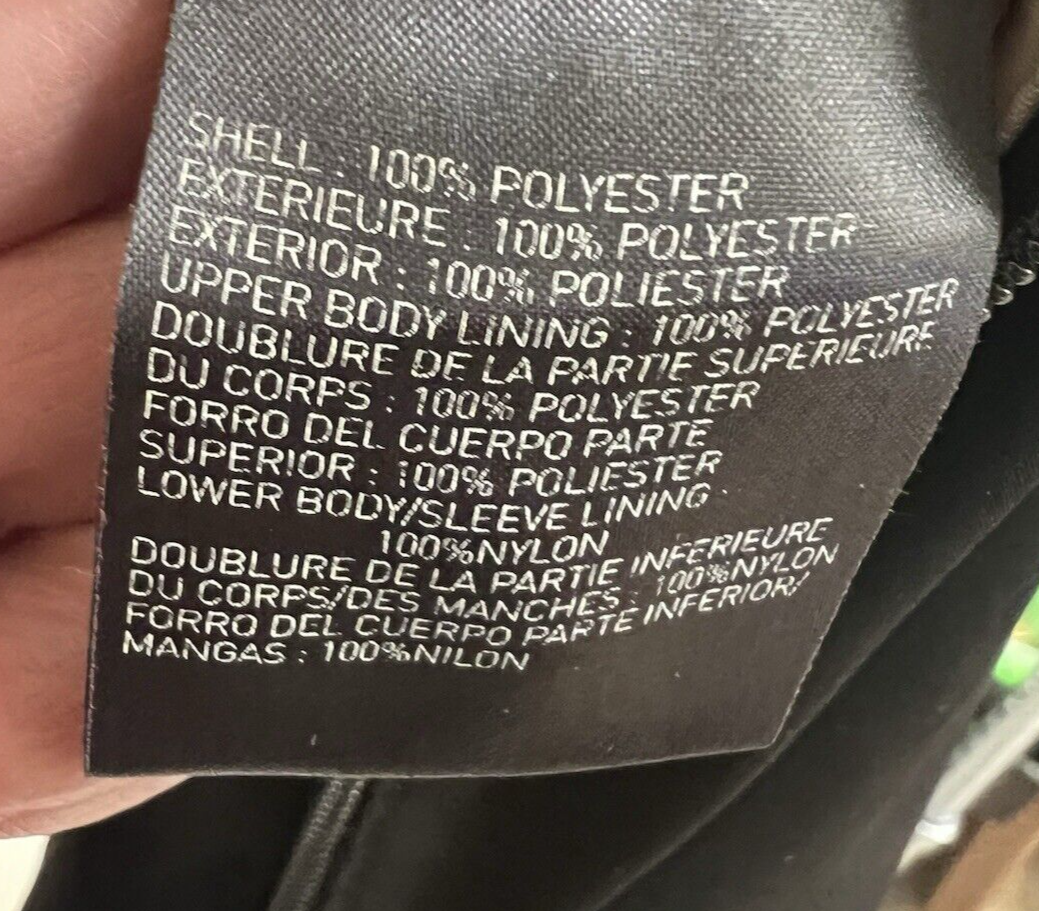 SHELL : 100% POLYESTER
EXTERIEURE : 100% POLYESTER
EXTERIOR : 100% POLIESTER
UPPER BODY LINING : 100% POLYESTER
DOUBLURE DE LA PARTIE SUPERIEURE
DU CORPS : 100% POLYESTER
FORRO DEL CUERPO PARTE
SUPERIOR : 100% POLIESTER
LOWER BODY/SLEEVE LINING :
100%NYLON
DOUBLURE DE LA PARTIE INFERIEURE
DU CORPS/DES MANCHES : 100%NYLON
FORRO DEL CUERPO PARTE INFERIOR/
MANGAS : 100%NILON